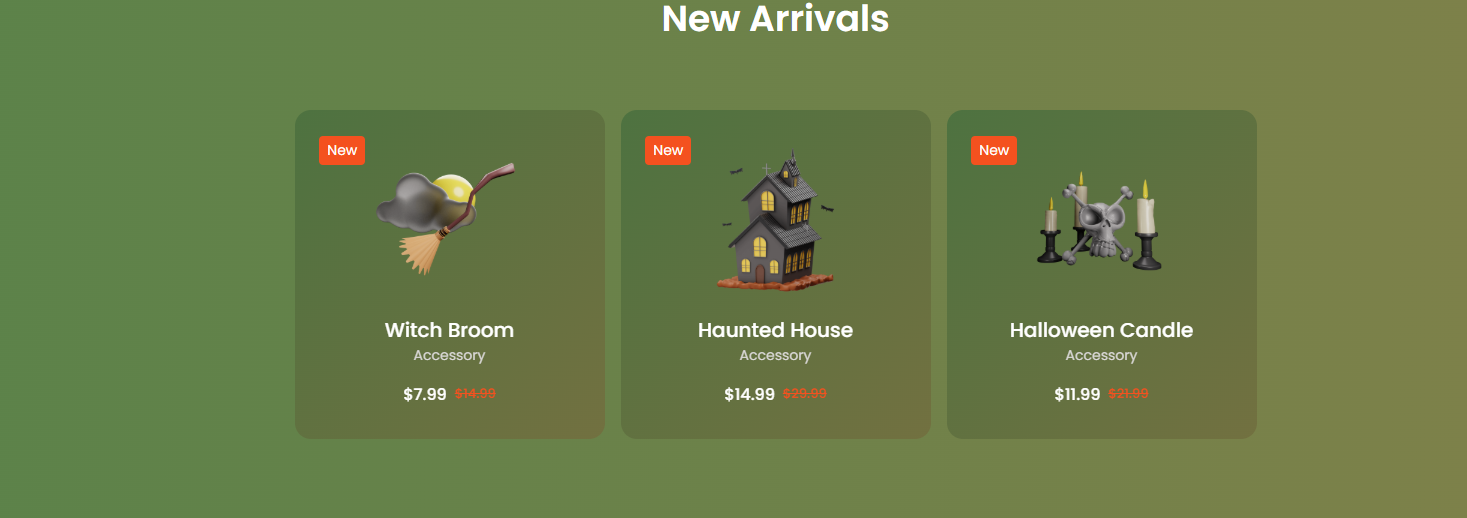 New Arrivals
New New New
Witch Broom Haunted House Halloween Candle
Accessory Accessory Accessory
$7.99 $14.99 $14.99 $29.99 $11.99 $21.99